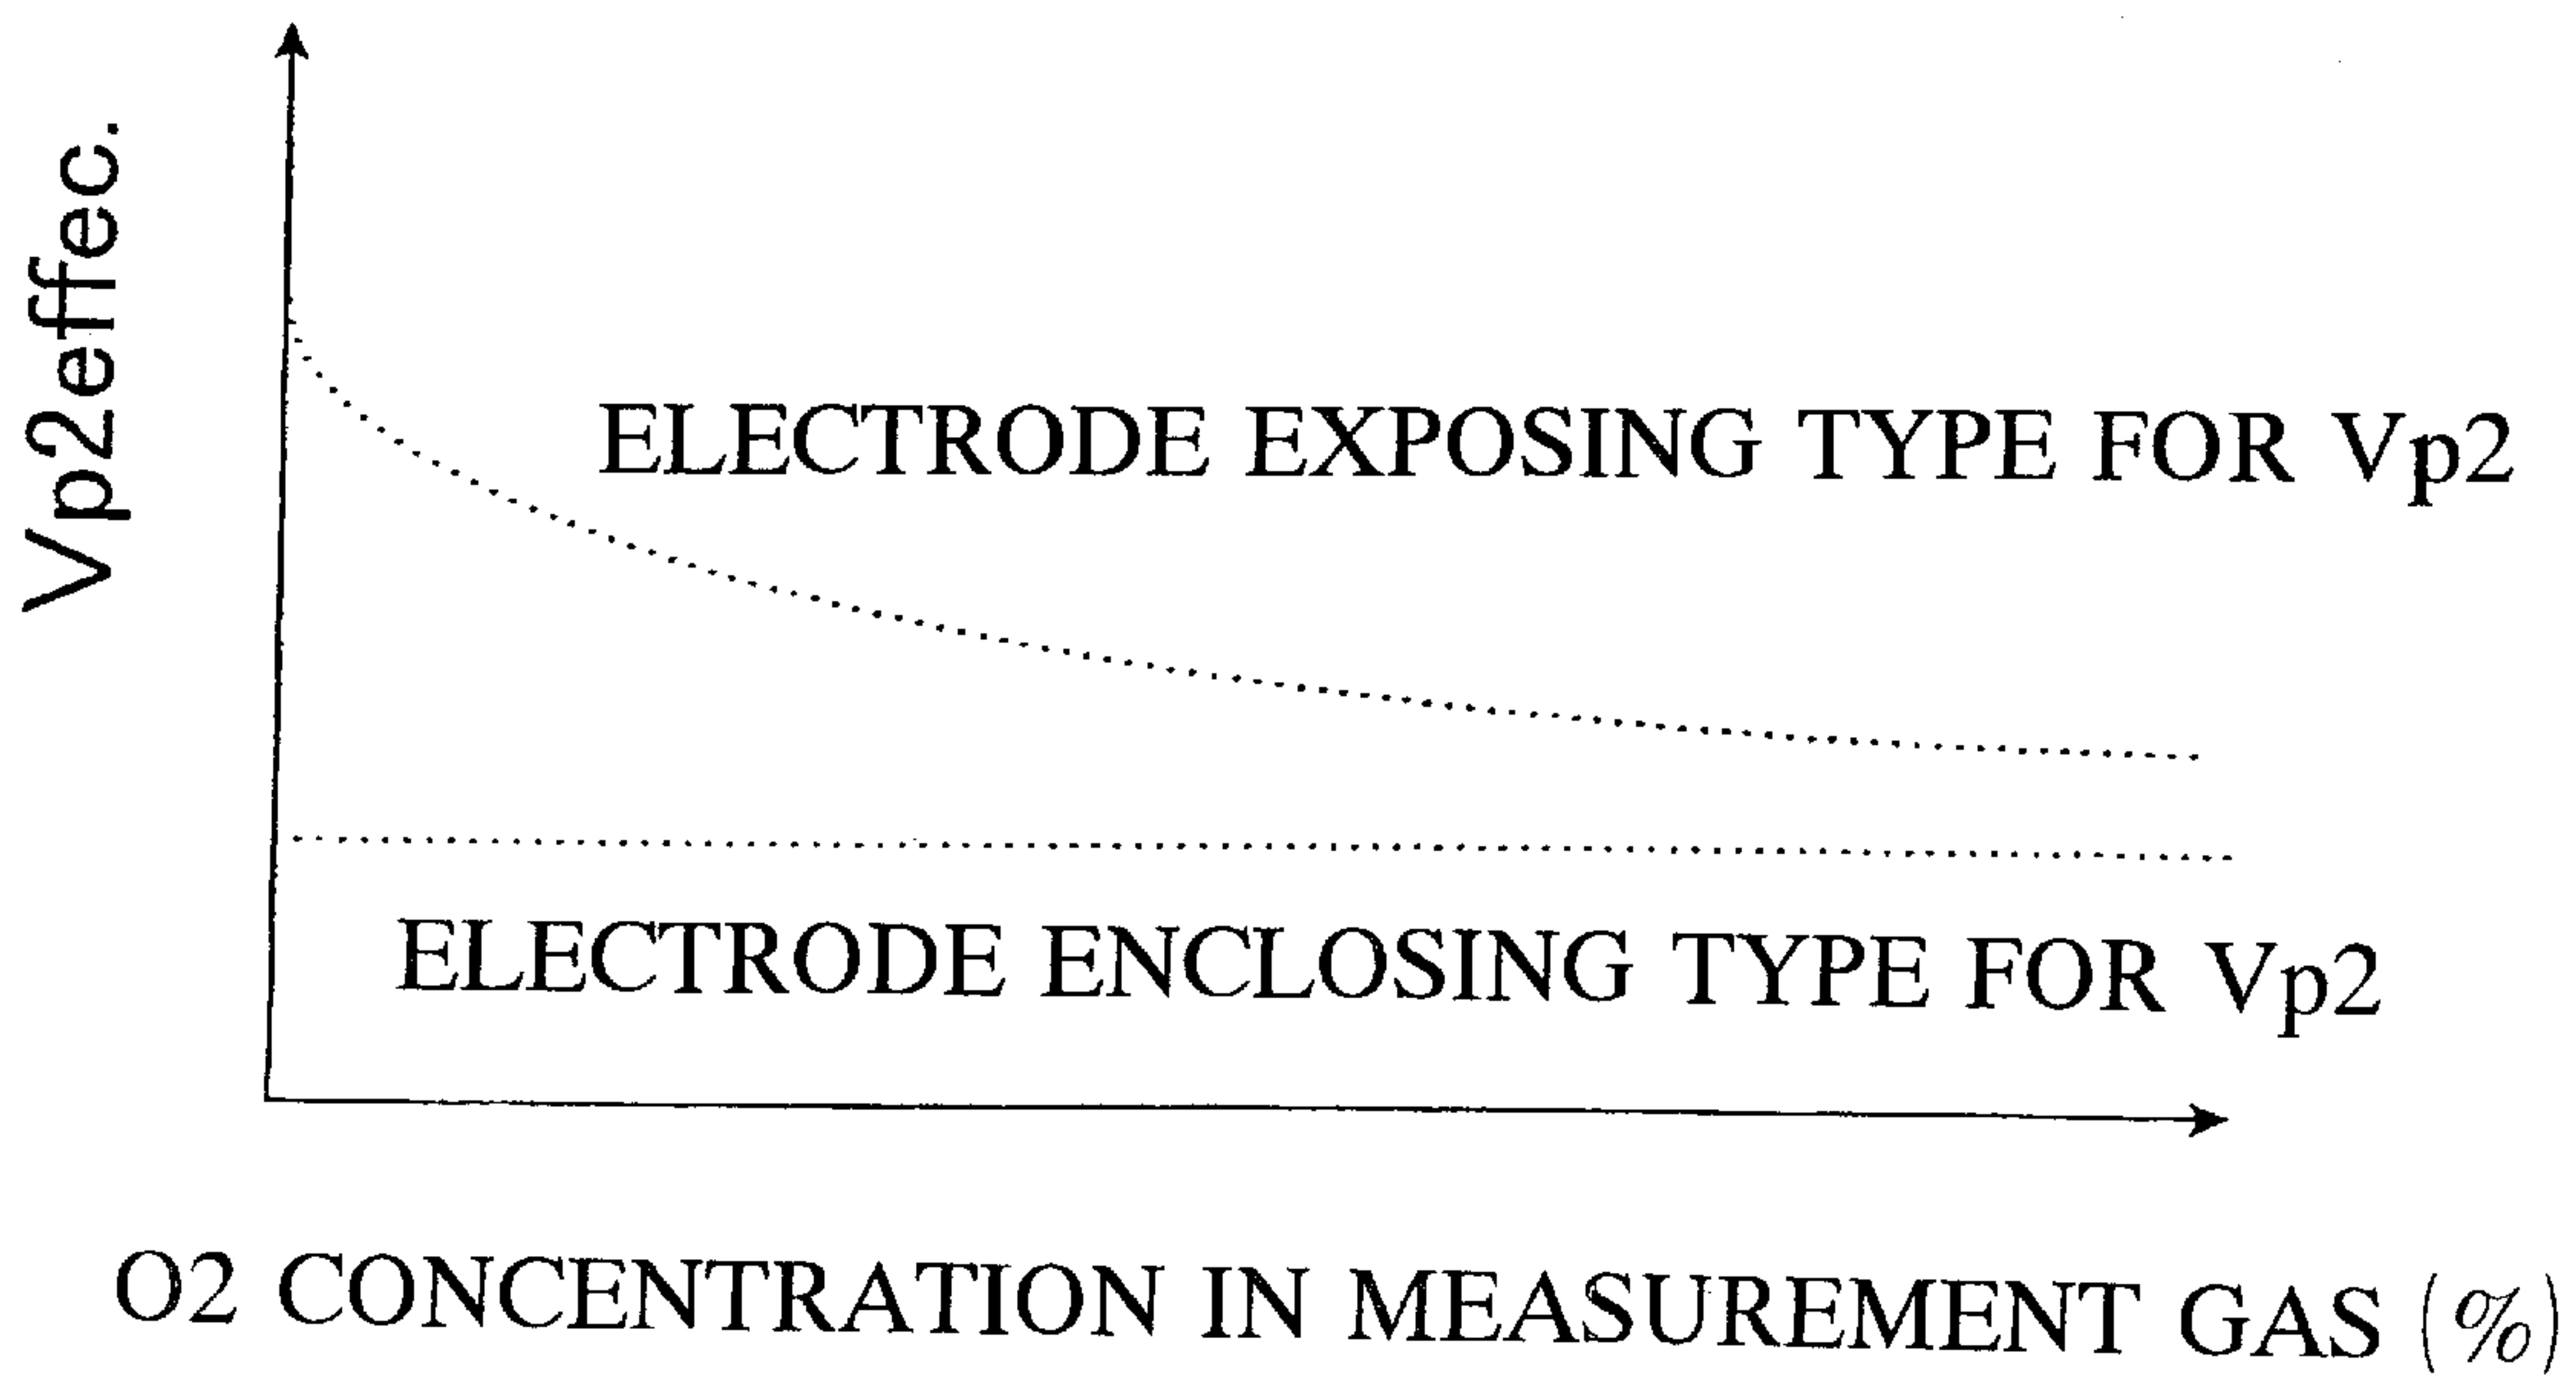 Vp2effec.
ELECTRODE EXPOSING TYPE FOR Vp2
ELECTRODE ENCLOSING TYPE FOR Vp2
O2 CONCENTRATION IN MEASUREMENT GAS (%)